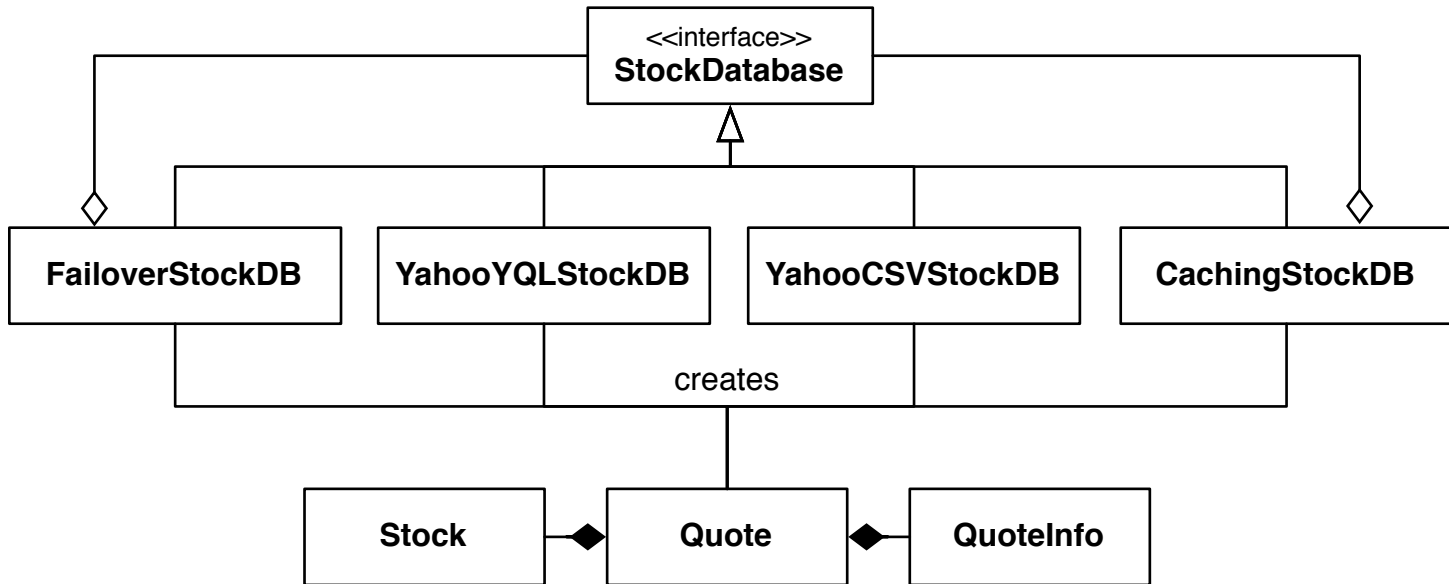 <<interface>>
StockDatabase
FailoverStockDB
YahooYQLStockDB
YahooCSVStockDB
CachingStockDB
creates
Stock
Quote
QuoteInfo